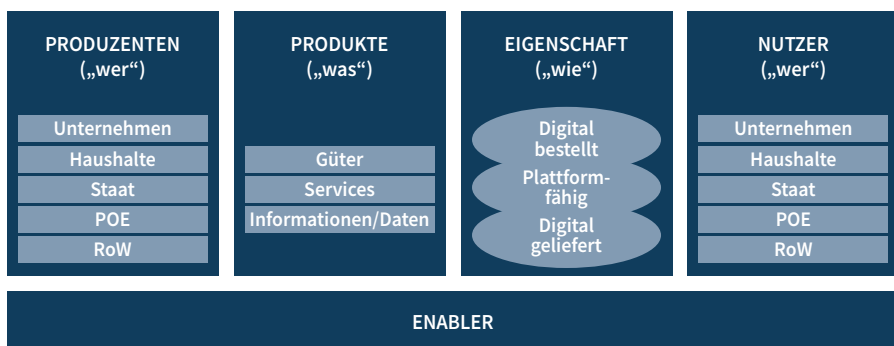 PRODUZENTEN
(„wer“)
Unternehmen
Haushalte
Staat
POE
RoW
PRODUKTE
(„was“)
Güter
Services
Informationen/Daten
EIGENSCHAFT
(„wie“)
Digital
bestellt
Plattform-
fähig
Digital
geliefert
NUTZER
(„wer“)
Unternehmen
Haushalte
Staat
POE
RoW
ENABLER